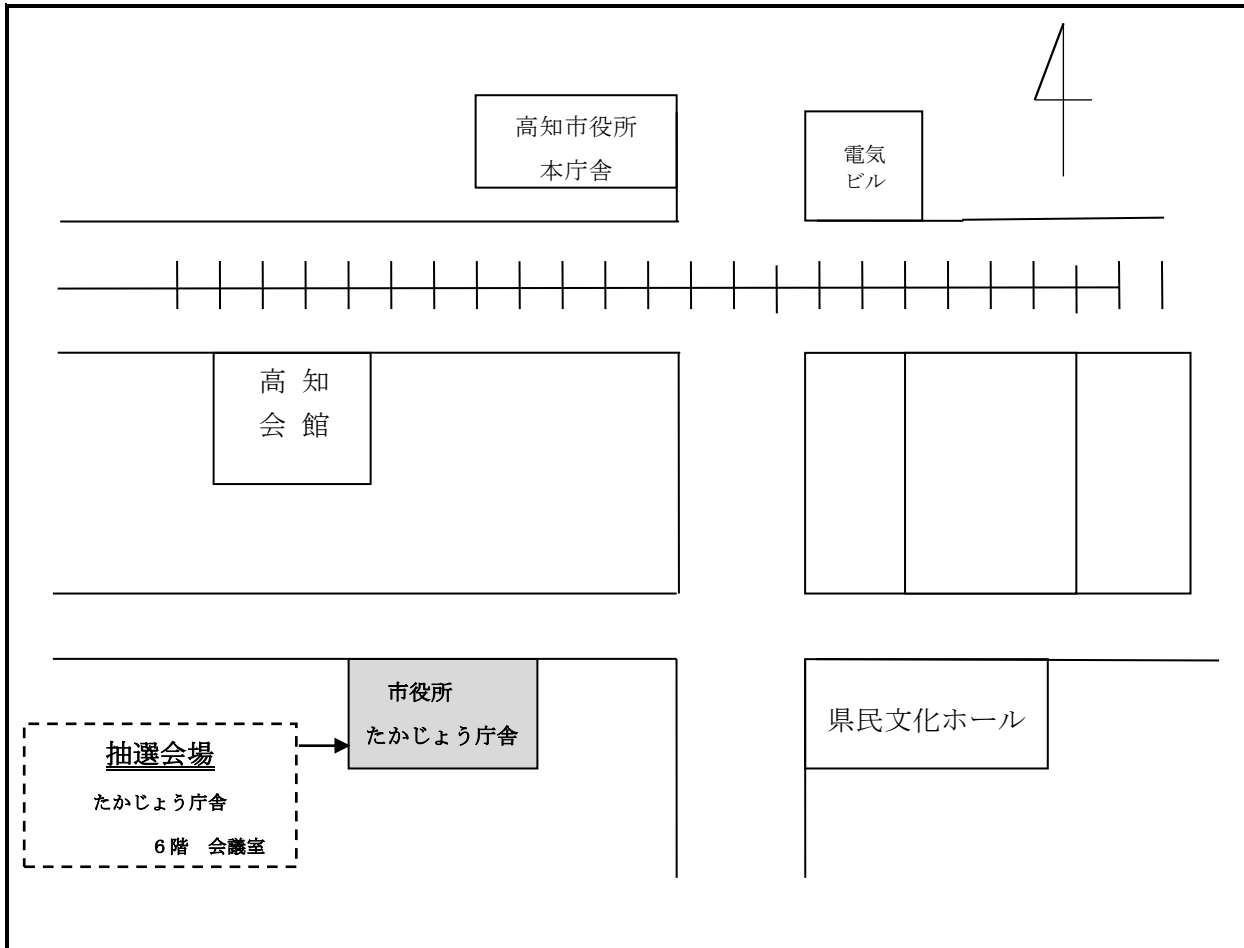 高知市役所
本庁舎
電気
ビル
高 知
会 館
市役所
たかじょう庁舎
県民文化ホール
抽選会場
たかじょう庁舎
６階　会議室